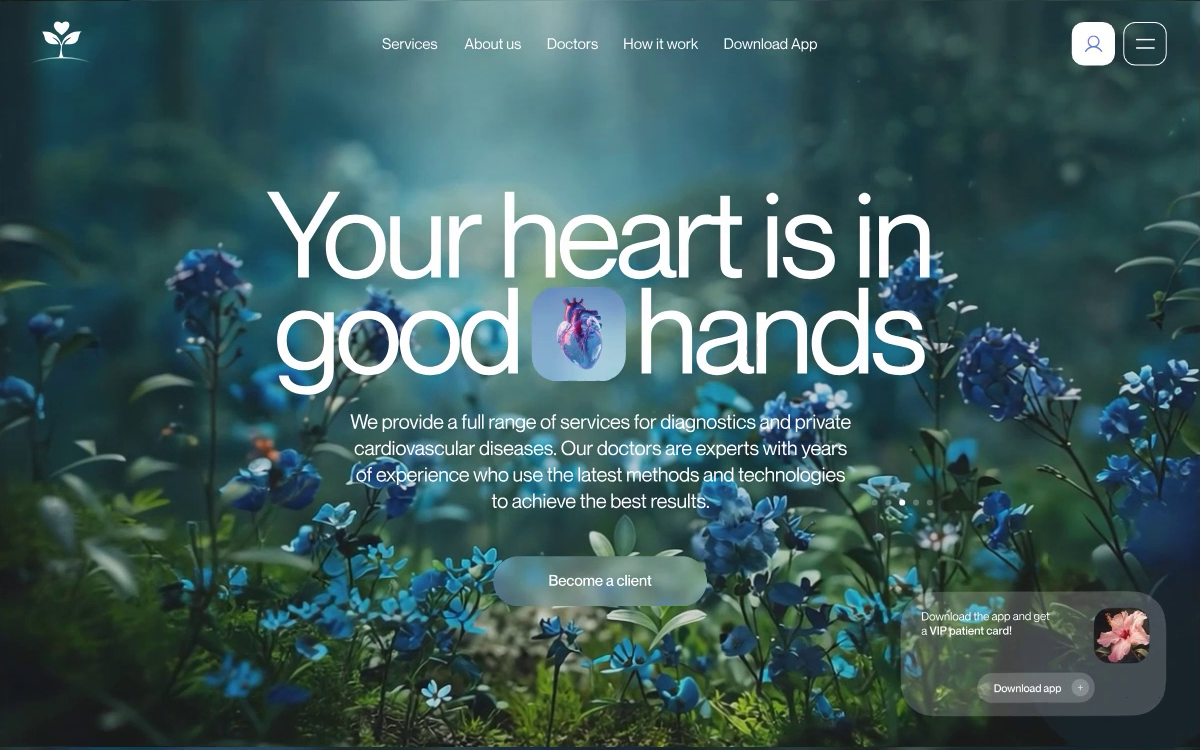 Services About us Doctors How it work Download App
Your heart is in
good hands
We provide a full range of services for diagnostics and private
cardiovascular diseases. Our doctors are experts with years
of experience who use the latest methods and technologies
to achieve the best results.
Become a client
Download the app and get
a VIP patient card!
Download app